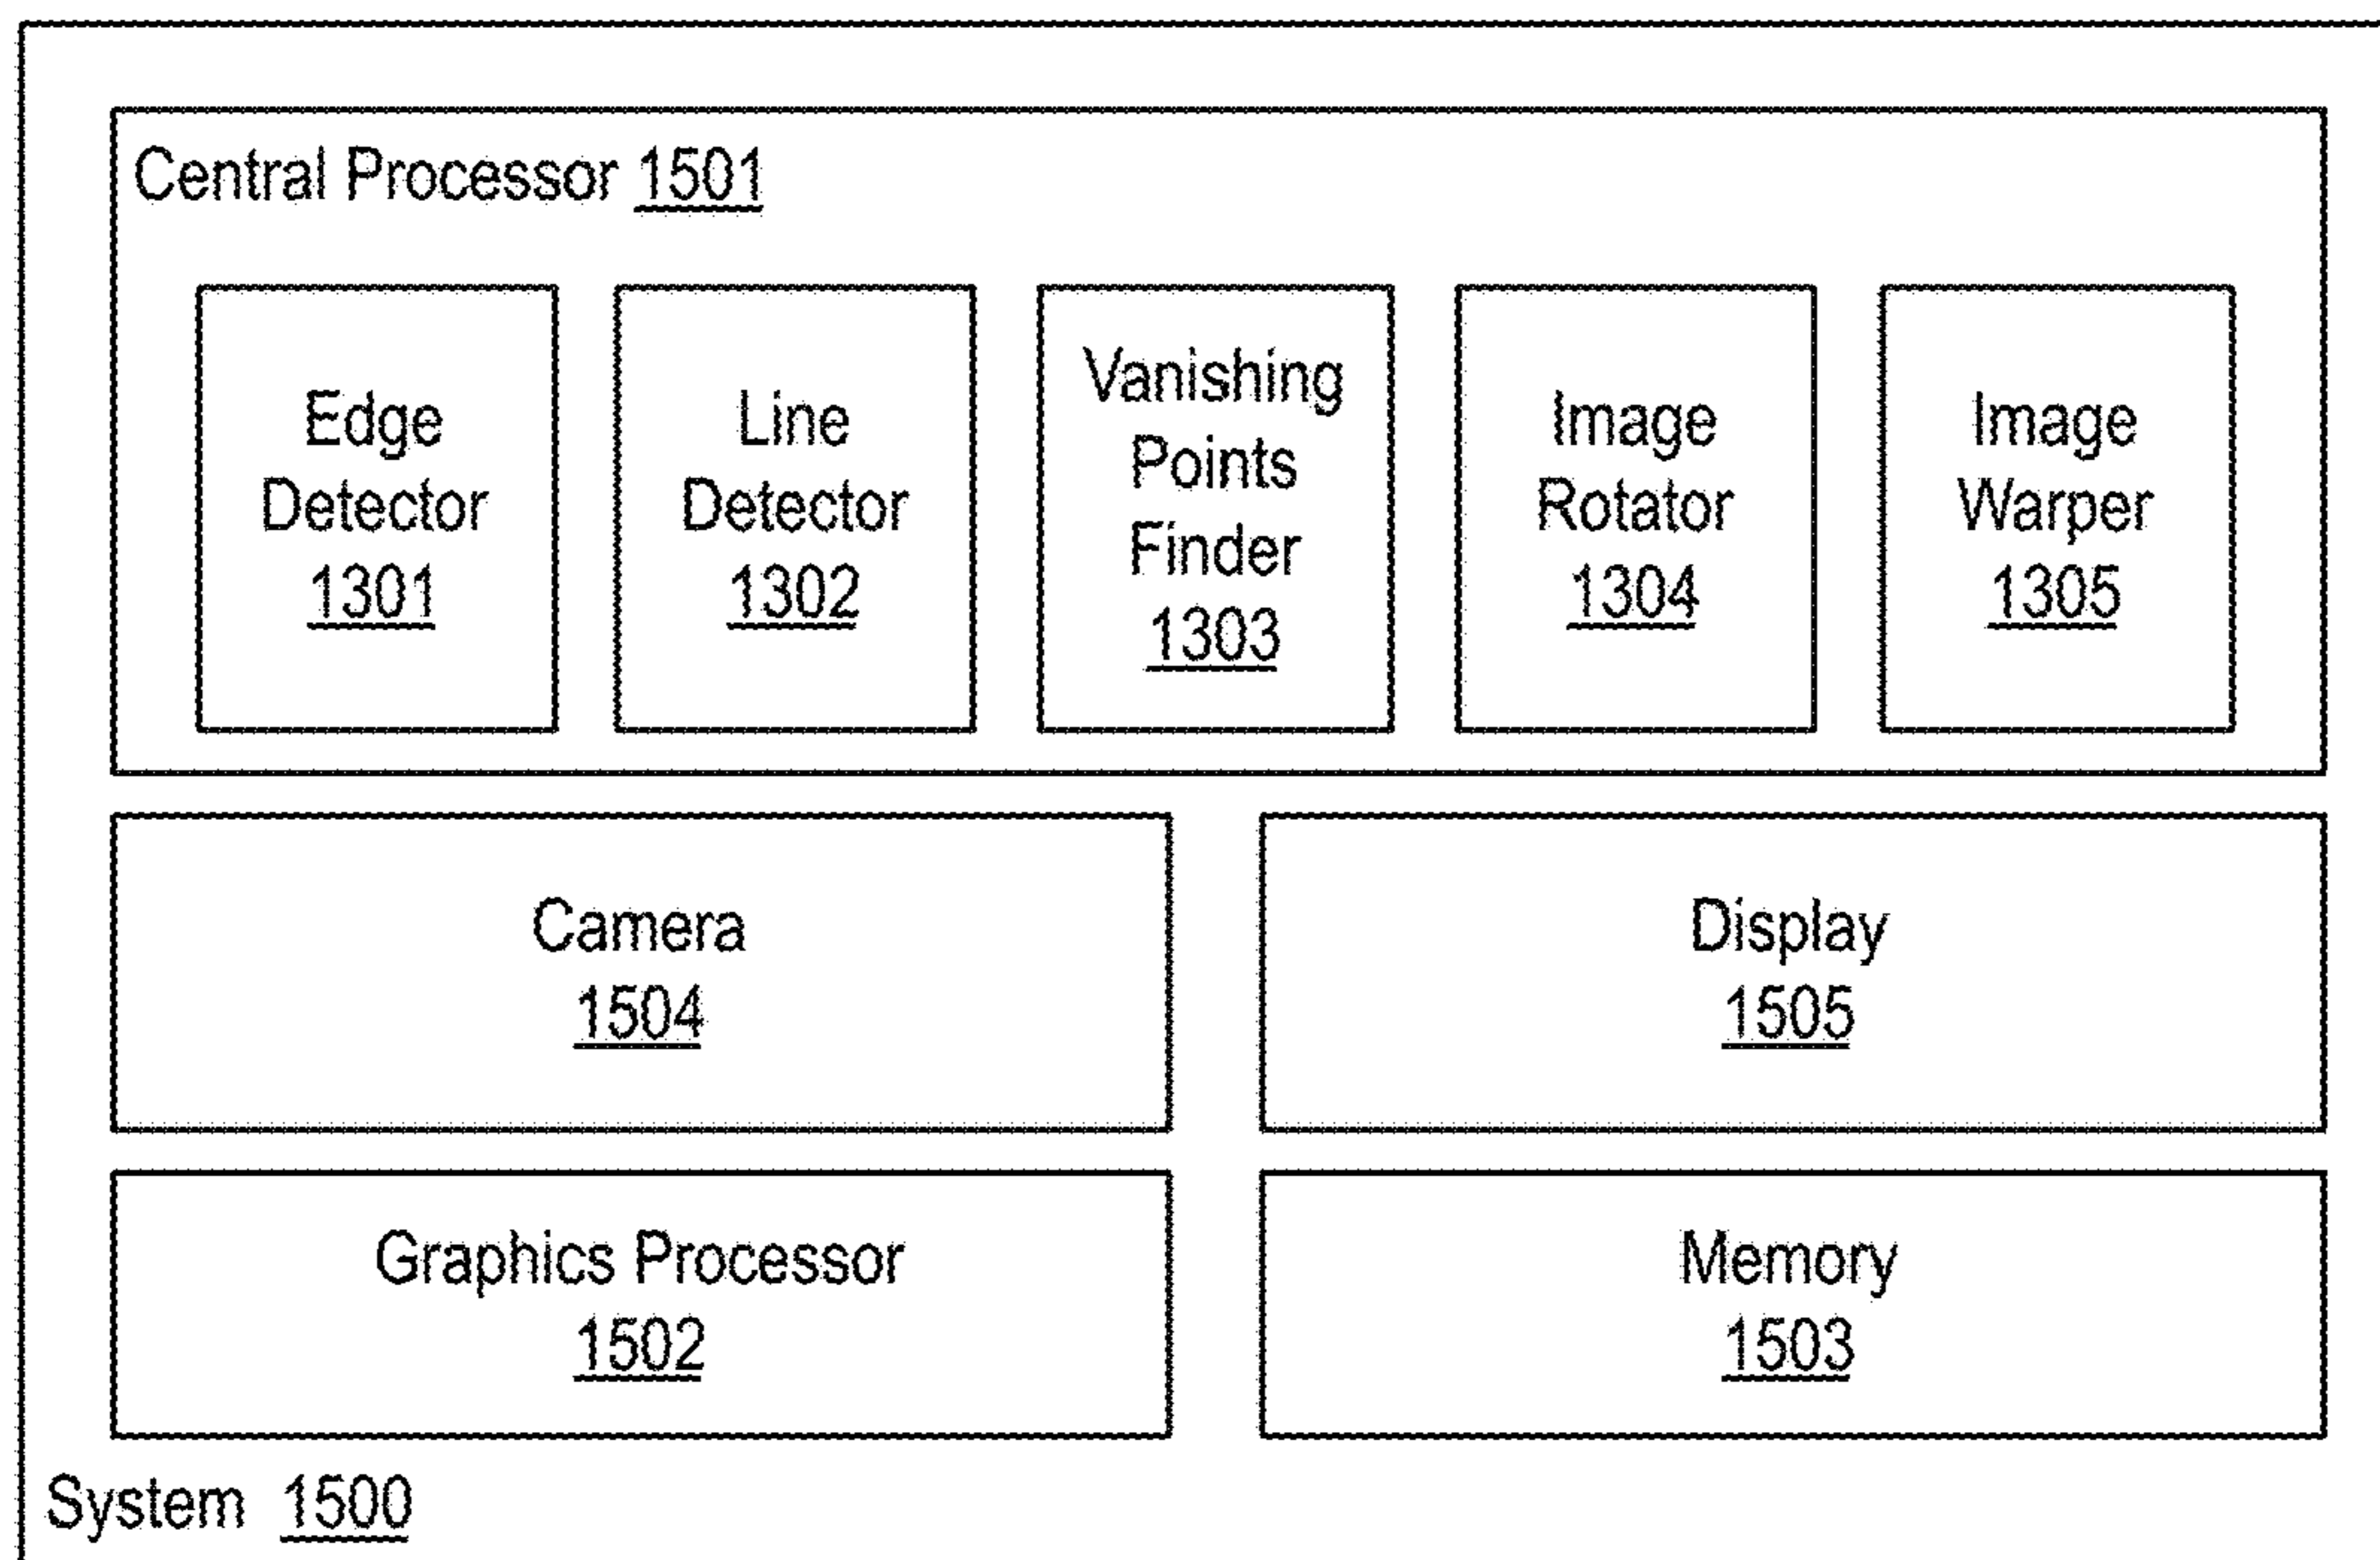 Central Processor 1501
Edge
Detector
1301
Line
Detector
1302
Vanishing
Points
Finder
1303
Image
Rotator
1304
Image
Warper
1305
Camera
1504
Display
1505
Graphics Processor
1502
Memory
1503
System 1500